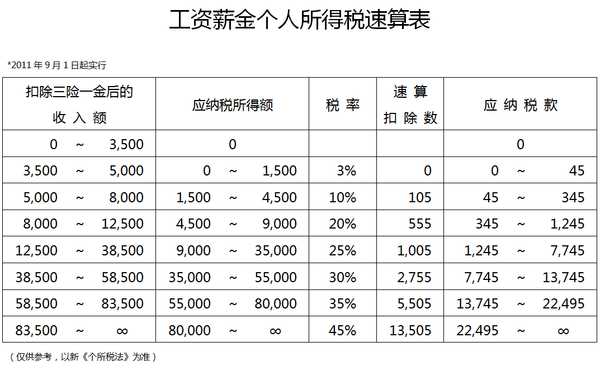 工资薪金个人所得税速算表
*2011年9月1日起实行
扣除三险一金后的收入额 应纳税所得额 税率 速算扣除数 应纳税款
0 ~ 3,500 0 0
3,500 ~ 5,000 0 ~ 1,500 3% 0 0 ~ 45
5,000 ~ 8,000 1,500 ~ 4,500 10% 105 45 ~ 345
8,000 ~ 12,500 4,500 ~ 9,000 20% 555 345 ~ 1,245
12,500 ~ 38,500 9,000 ~ 35,000 25% 1,005 1,245 ~ 7,745
38,500 ~ 58,500 35,000 ~ 55,000 30% 2,755 7,745 ~ 13,745
58,500 ~ 83,500 55,000 ~ 80,000 35% 5,505 13,745 ~ 22,495
83,500 ~ ∞ 80,000 ~ ∞ 45% 13,505 22,495 ~ ∞
（仅供参考，以新《个所税法》为准）